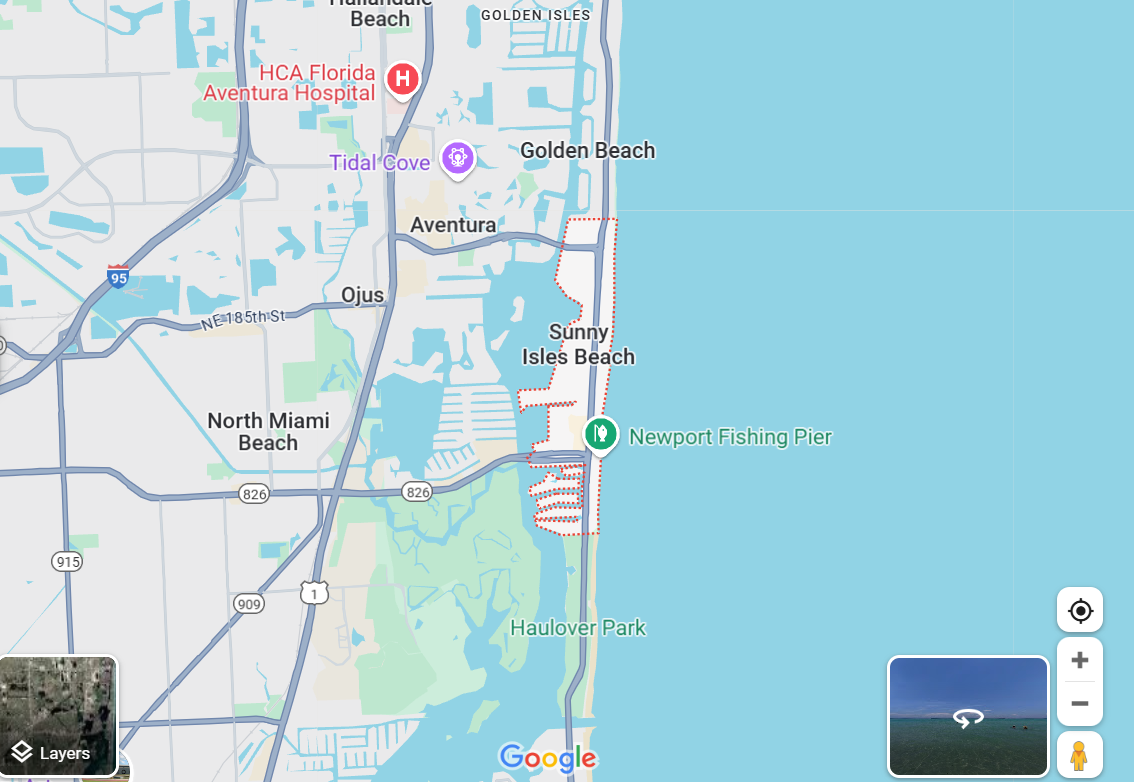 Hallandale
Beach
GOLDEN ISLES
HCA Florida
Aventura Hospital
H
Golden Beach
Tidal Cove
Aventura
95
Ojus
NE 185th St
Sunny
Isles Beach
North Miami
Beach
Newport Fishing Pier
826
826
915
909
1
Haulover Park
Layers
Google